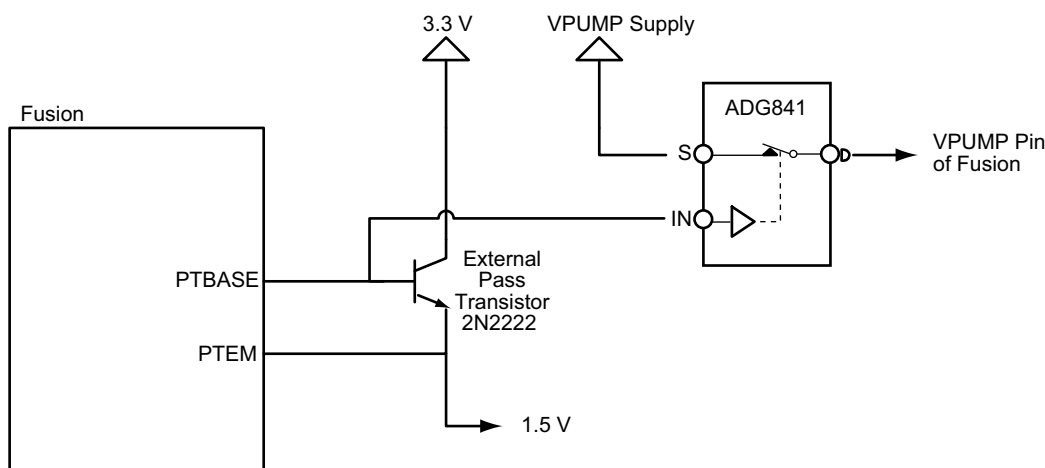 3.3 V
VPUMP Supply
Fusion
ADG841
S
D
VPUMP Pin
of Fusion
IN
PTBASE
External
Pass
Transistor
2N2222
PTEM
1.5 V